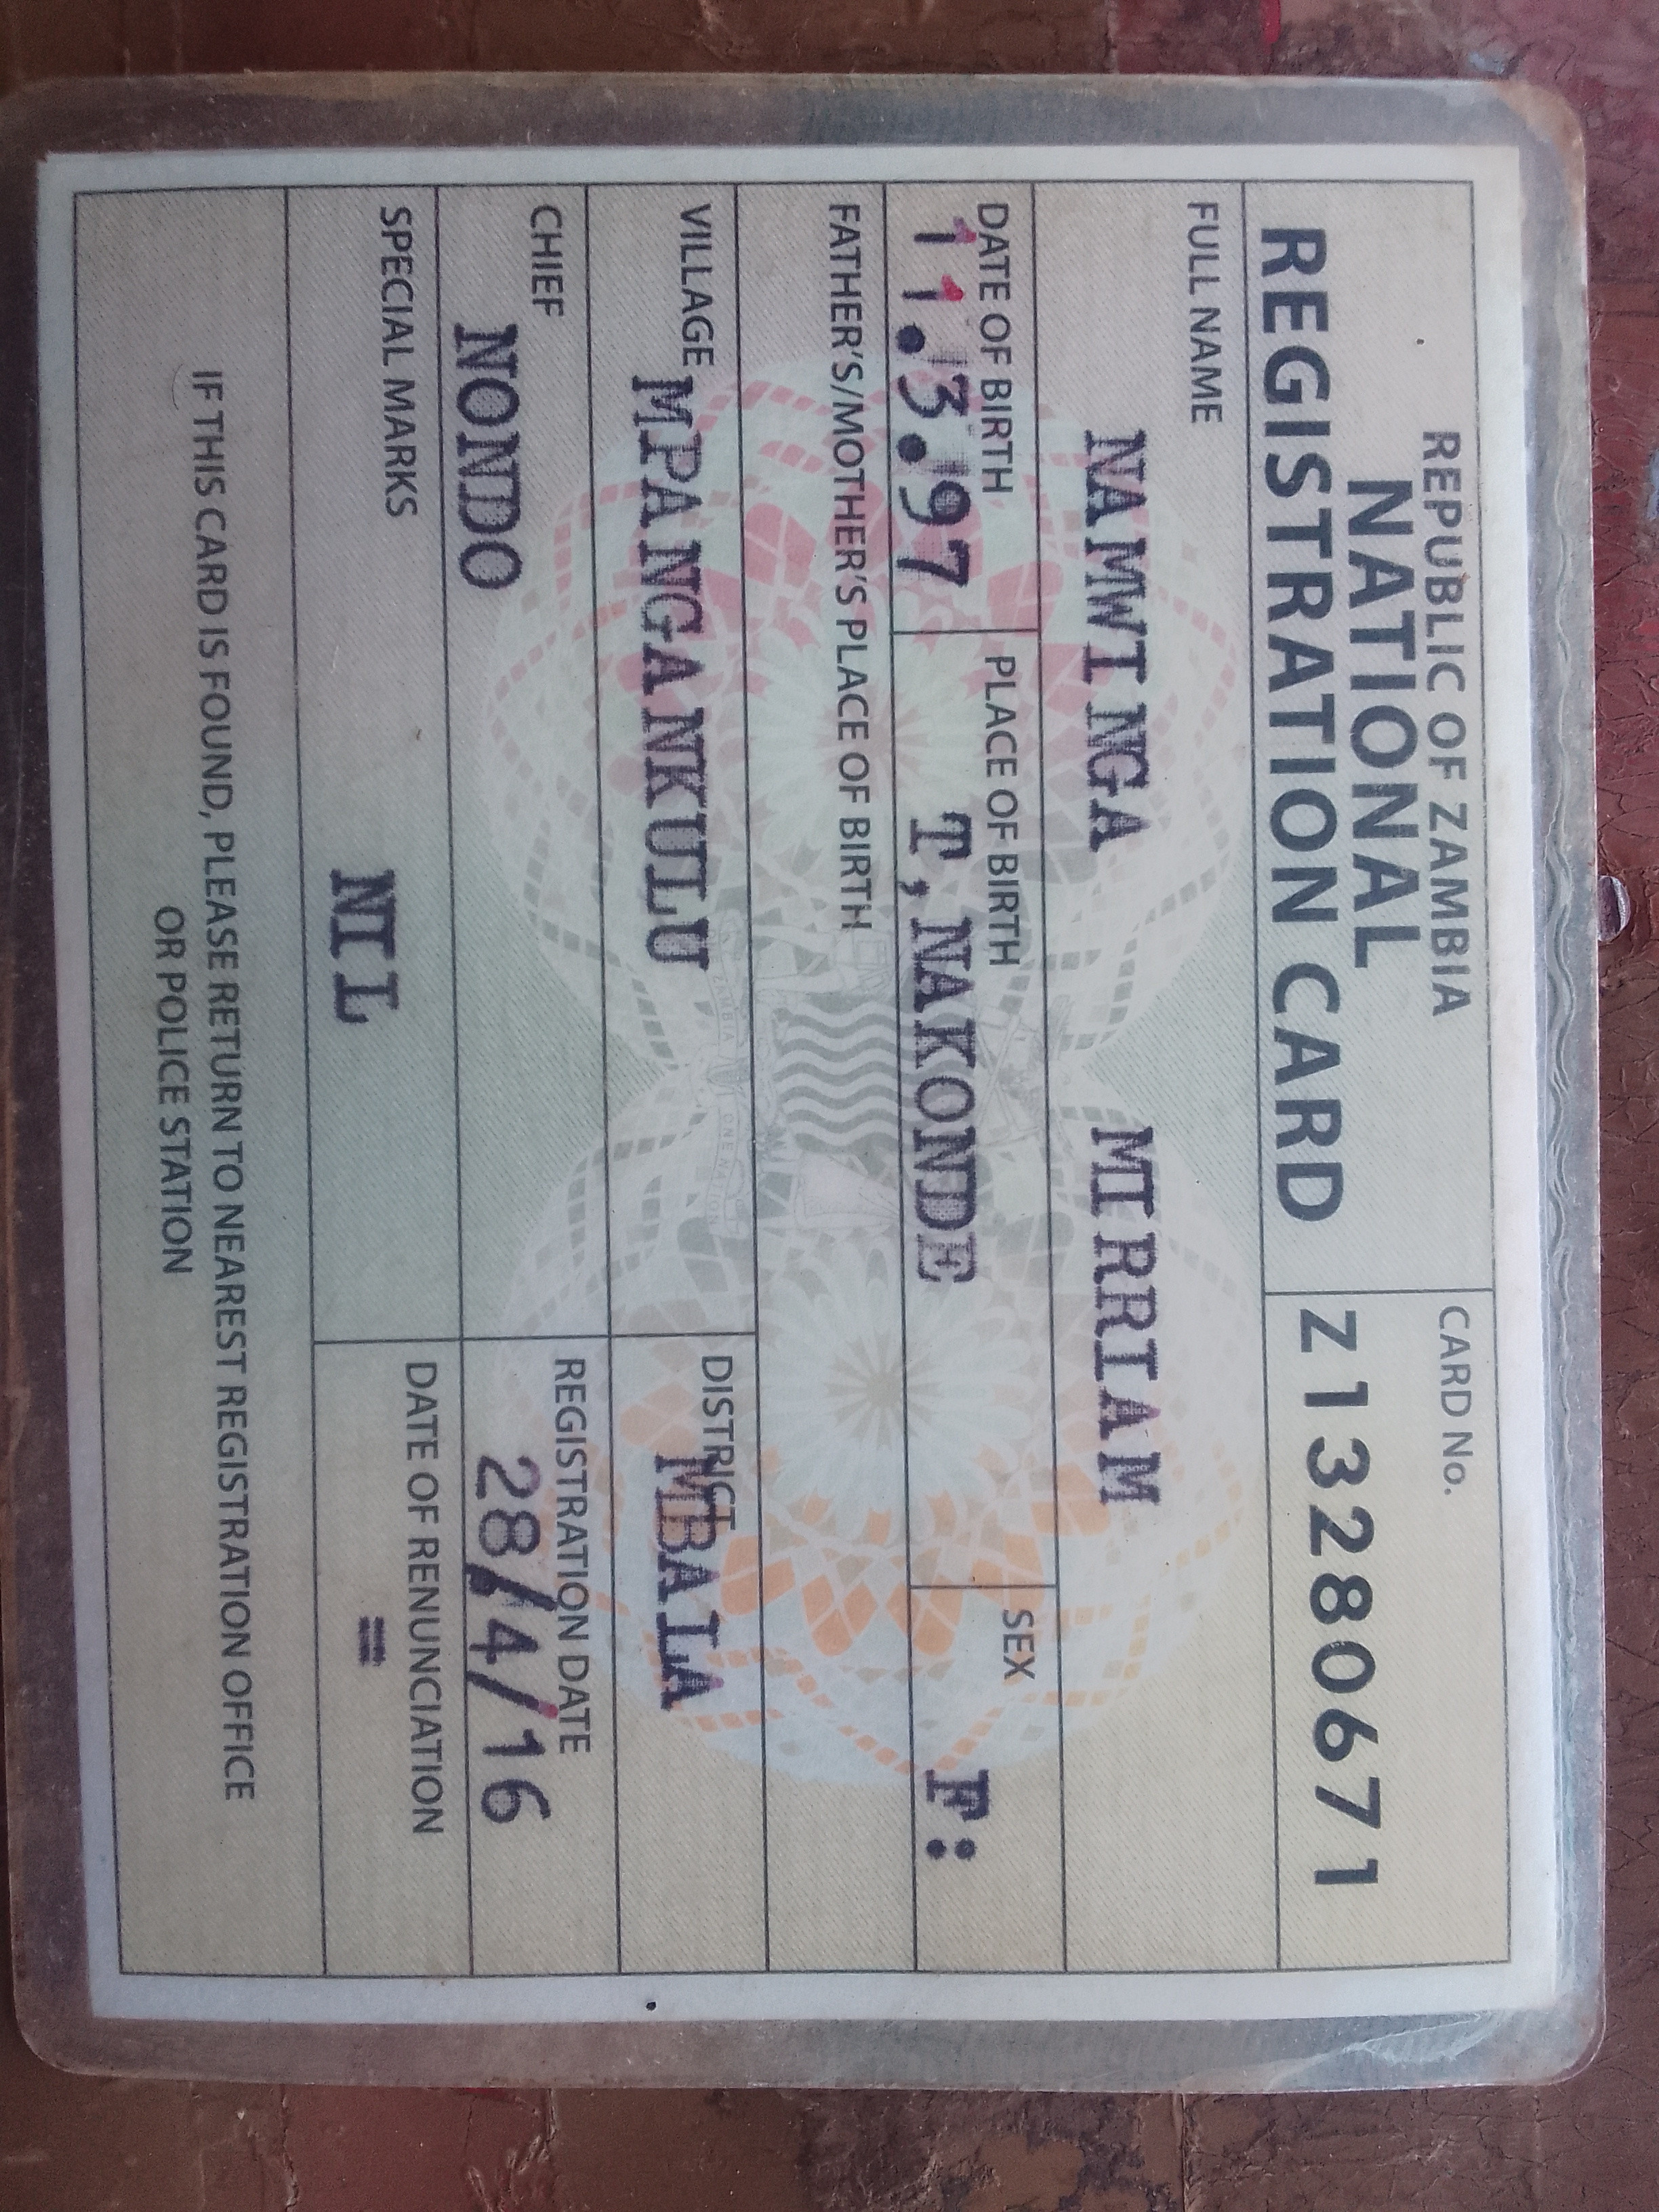 REPUBLIC OF ZAMBIA
NATIONAL
REGISTRATION CARD
CARD No.
Z13280671
FULL NAME
NAMWINGA MIRRIAM
DATE OF BIRTH
11.3.97
PLACE OF BIRTH
T, NAKONDE
SEX
F:
FATHER'S/MOTHER'S PLACE OF BIRTH
VILLAGE
MPANGANKULU
DISTRICT
MBALA
CHIEF
NONDO
REGISTRATION DATE
28/4/16
SPECIAL MARKS
NIL
DATE OF RENUNCIATION
=
IF THIS CARD IS FOUND, PLEASE RETURN TO NEAREST REGISTRATION OFFICE
OR POLICE STATION